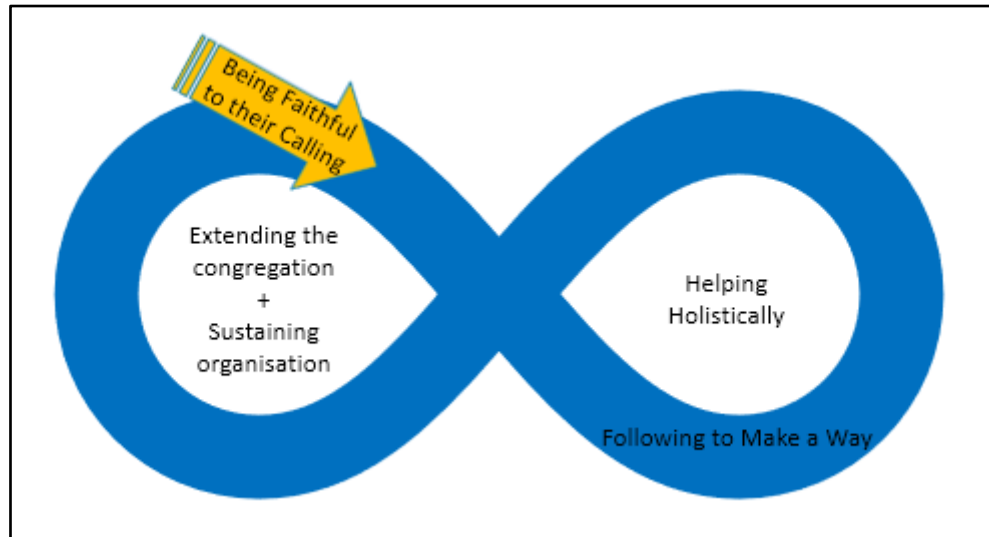 Being Faithful
to their Calling
Extending the
congregation
+
Sustaining
organisation
Helping
Holistically
Following to Make a Way